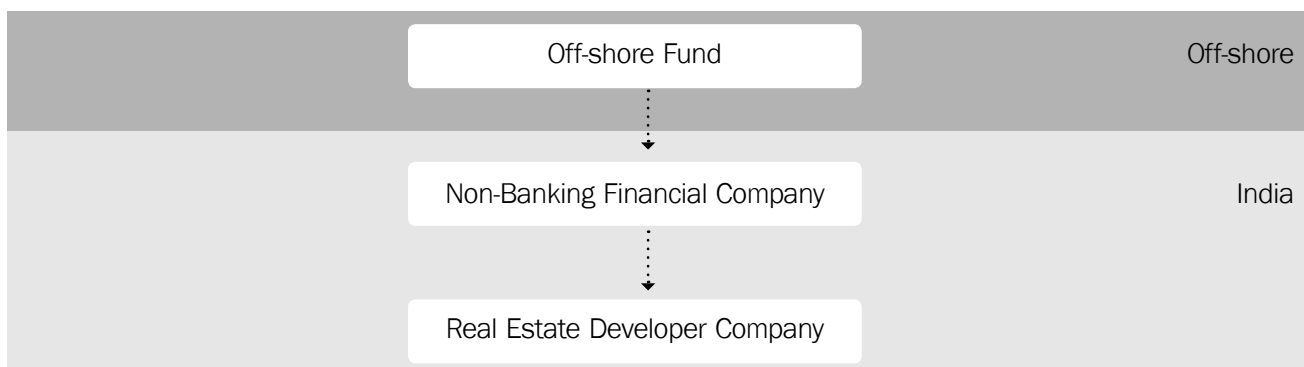 Off-shore Fund
Off-shore
Non-Banking Financial Company
India
Real Estate Developer Company